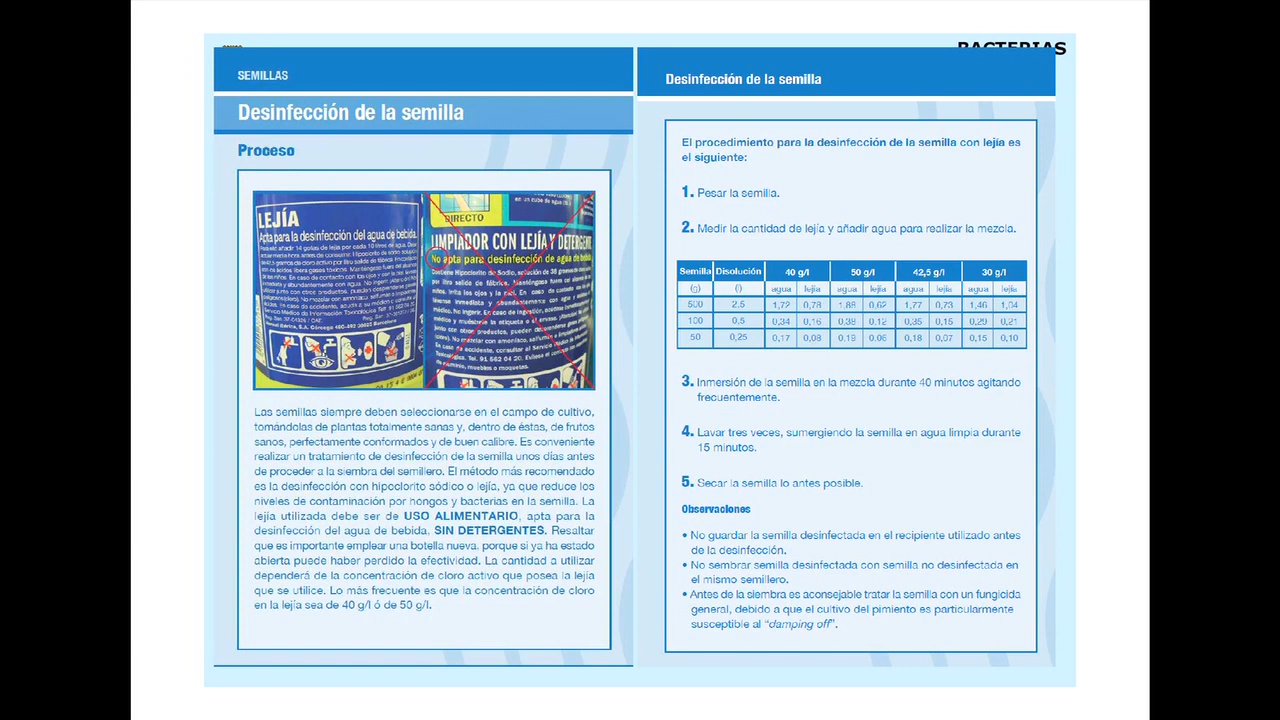 BACTERIAS
SEMILLAS
Desinfección de la semilla
Proceso
LEJÍA
Apta para la desinfección del agua de bebida.
DIRECTO
LIMPIADOR CON LEJÍA Y DETERGENTE
No apta para desinfección de agua de bebida
Las semillas siempre deben seleccionarse en el campo de cultivo,
tomándolas de plantas totalmente sanas y, dentro de éstas, de frutos
sanos, perfectamente conformados y de buen calibre. Es conveniente
realizar un tratamiento de desinfección de la semilla unos días antes
de proceder a la siembra del semillero. El método más recomendado
es la desinfección con hipoclorito sódico o lejía, ya que reduce los
niveles de contaminación por hongos y bacterias en la semilla. La
lejía utilizada debe ser de USO ALIMENTARIO, apta para la
desinfección del agua de bebida, SIN DETERGENTES. Resaltar
que es importante emplear una botella nueva, porque si ya ha estado
abierta puede haber perdido la efectividad. La cantidad a utilizar
dependerá de la concentración de cloro activo que posea la lejía
que se utilice. Lo más frecuente es que la concentración de cloro
en la lejía sea de 40 g/l ó de 50 g/l.
Desinfección de la semilla
El procedimiento para la desinfección de la semilla con lejía es
el siguiente:
1. Pesar la semilla.
2. Medir la cantidad de lejía y añadir agua para realizar la mezcla.
Semilla Disolución 40 g/l 50 g/l 42,5 g/l 30 g/l
(g) (l) agua lejía agua lejía agua lejía agua lejía
500 2,5 1,72 0,78 1,88 0,62 1,77 0,73 1,46 1,04
100 0,5 0,34 0,16 0,38 0,12 0,35 0,15 0,29 0,21
50 0,25 0,17 0,08 0.19 0.06 0,18 0,07 0,15 0,10
3. Inmersión de la semilla en la mezcla durante 40 minutos agitando
frecuentemente.
4. Lavar tres veces, sumergiendo la semilla en agua limpia durante
15 minutos.
5. Secar la semilla lo antes posible.
Observaciones
• No guardar la semilla desinfectada en el recipiente utilizado antes
de la desinfección.
• No sembrar semilla desinfectada con semilla no desinfectada en
el mismo semillero.
• Antes de la siembra es aconsejable tratar la semilla con un fungicida
general, debido a que el cultivo del pimiento es particularmente
susceptible al "damping off".